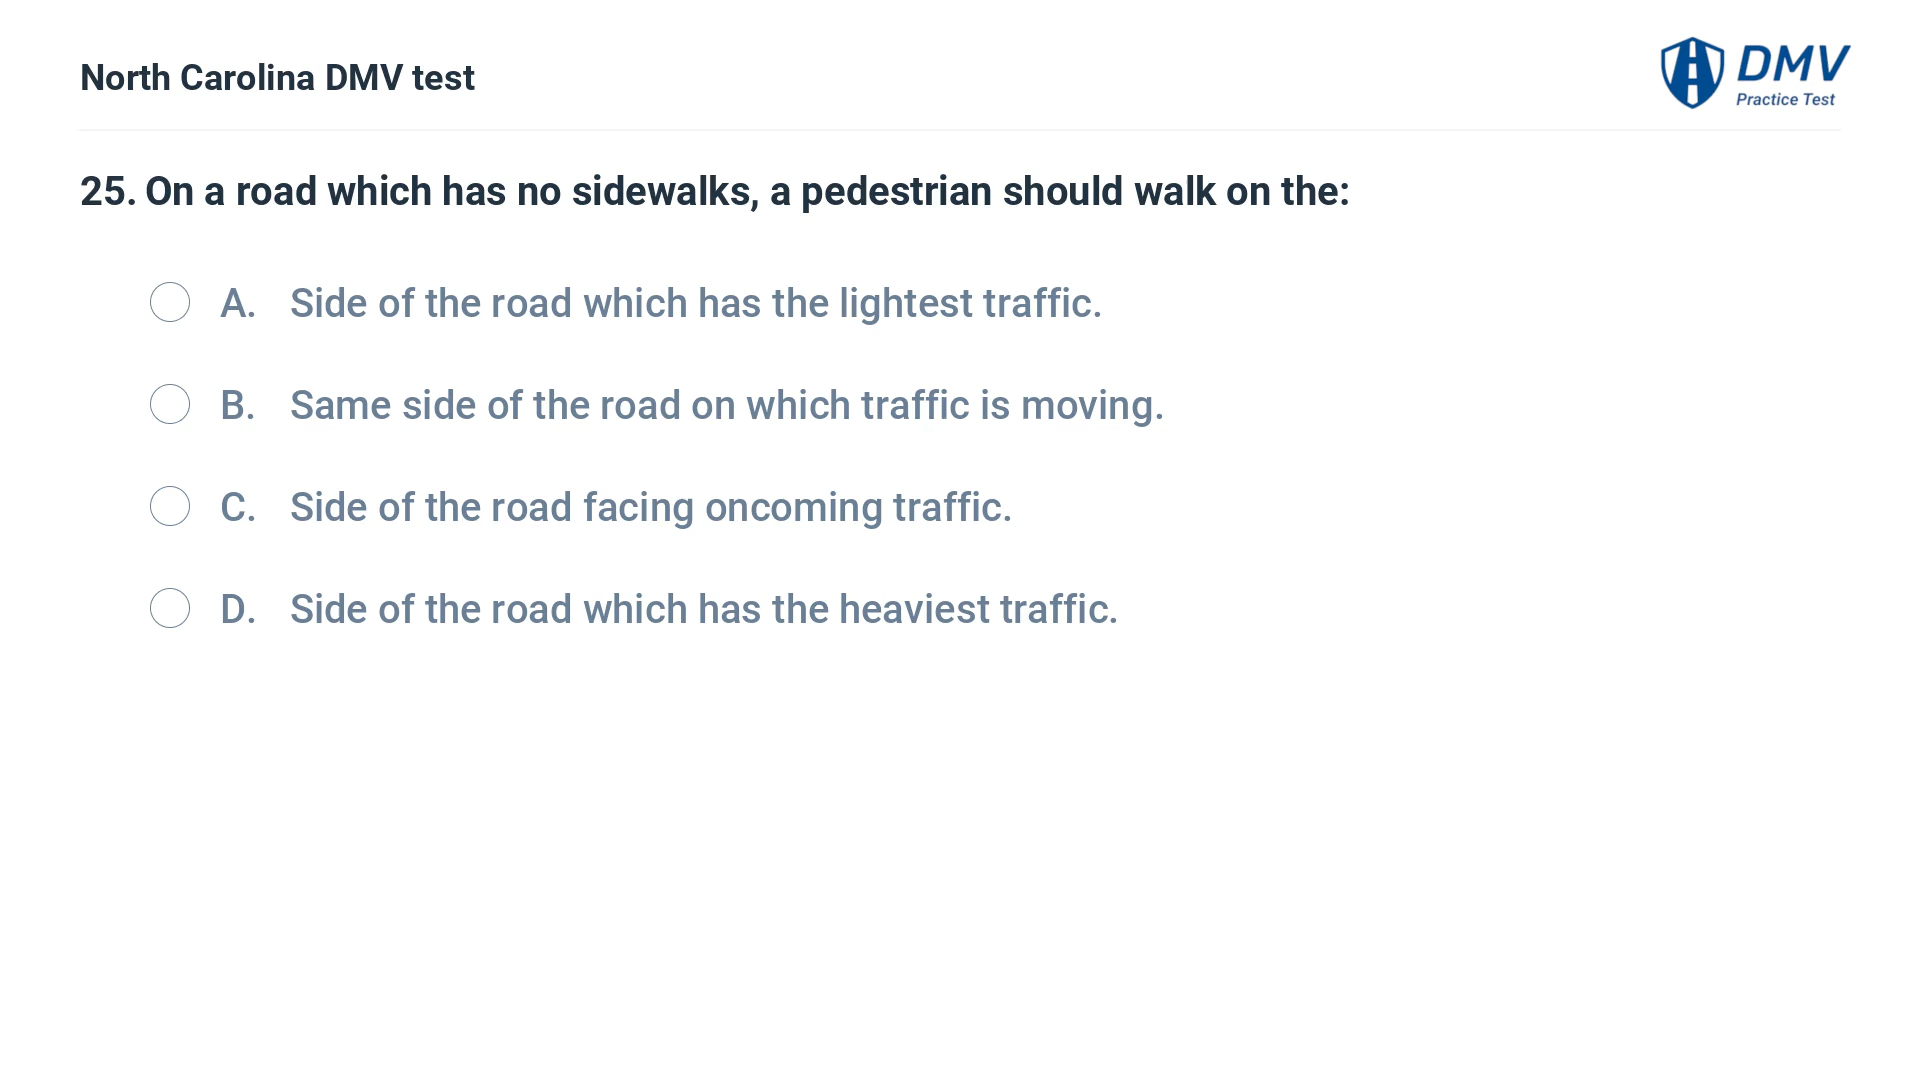 North Carolina DMV test
DMV
Practice Test
25. On a road which has no sidewalks, a pedestrian should walk on the:
A. Side of the road which has the lightest traffic.
B. Same side of the road on which traffic is moving.
C. Side of the road facing oncoming traffic.
D. Side of the road which has the heaviest traffic.